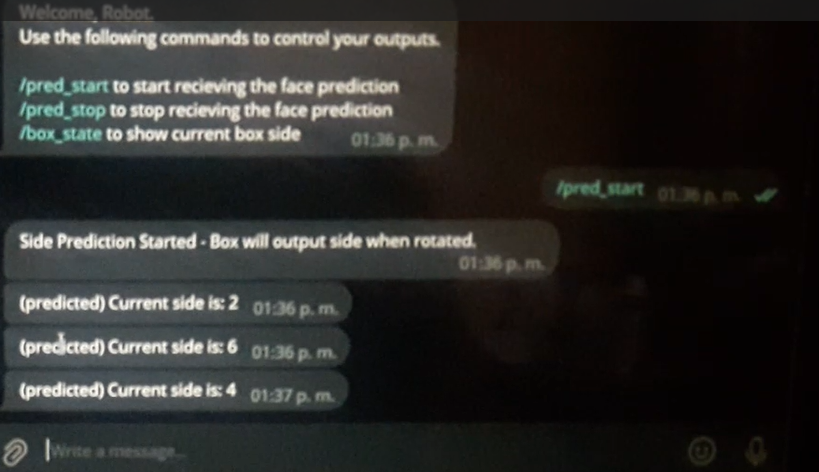 Welcome, Robot.
Use the following commands to control your outputs.
/pred_start to start recieving the face prediction
/pred_stop to stop recieving the face prediction
/box_state to show current box side
01:36 p. m.
/pred_start 01:36 p. m.
Side Prediction Started - Box will output side when rotated.
01:36 p. m.
(predicted) Current side is: 2 01:36 p. m.
(predicted) Current side is: 6 01:36 p. m.
(predicted) Current side is: 4 01:37 p. m.
Write a message...